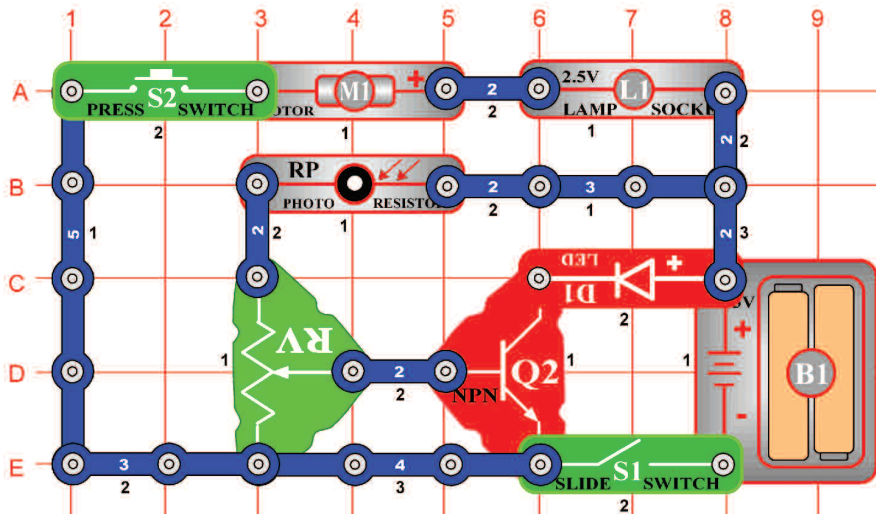 1 2 3 4 5 6 7 8 9
A
PRESS S2 SWITCH
2
OTOR M1 +
1
2
2
2.5V
LAMP L1 SOCKE
1
2 2
B
RP
PHOTO RESISTOR
1
2
2
3
1
5 1
2 2
2 3
C
LED
D1 +
2
V
RV
1
D
2
2
NPN Q2
1
1
+
-
B1
E
3
2
4
3
SLIDE S1 SWITCH
2